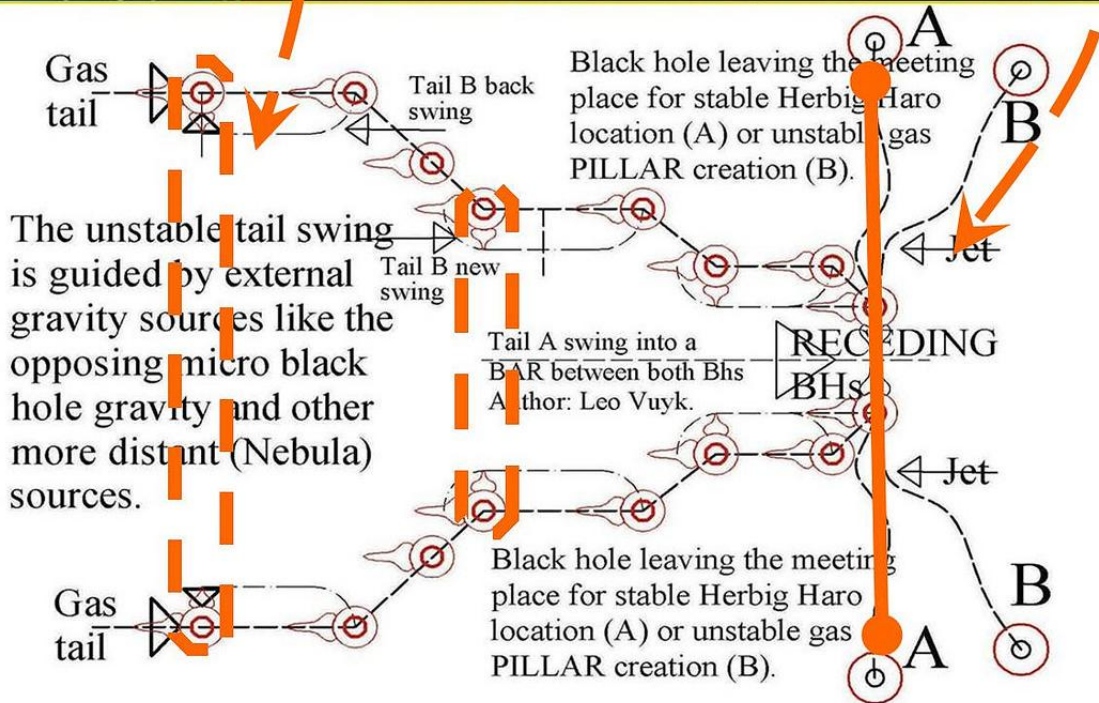 A
Gas
tail
Tail B back
swing
Black hole leaving the meeting
place for stable Herbig Haro
location (A) or unstable gas
PILLAR creation (B).
B
The unstable tail swing
is guided by external
gravity sources like the
opposing micro black
hole gravity and other
more distant (Nebula)
sources.
Tail B new
swing
Jet
Tail A swing into a
BAR between both Bhs
Author: Leo Vuyk.
RECEDING
BHs
Jet
Black hole leaving the meeting
place for stable Herbig Haro
location (A) or unstable gas
PILLAR creation (B).
Gas
tail
B
A